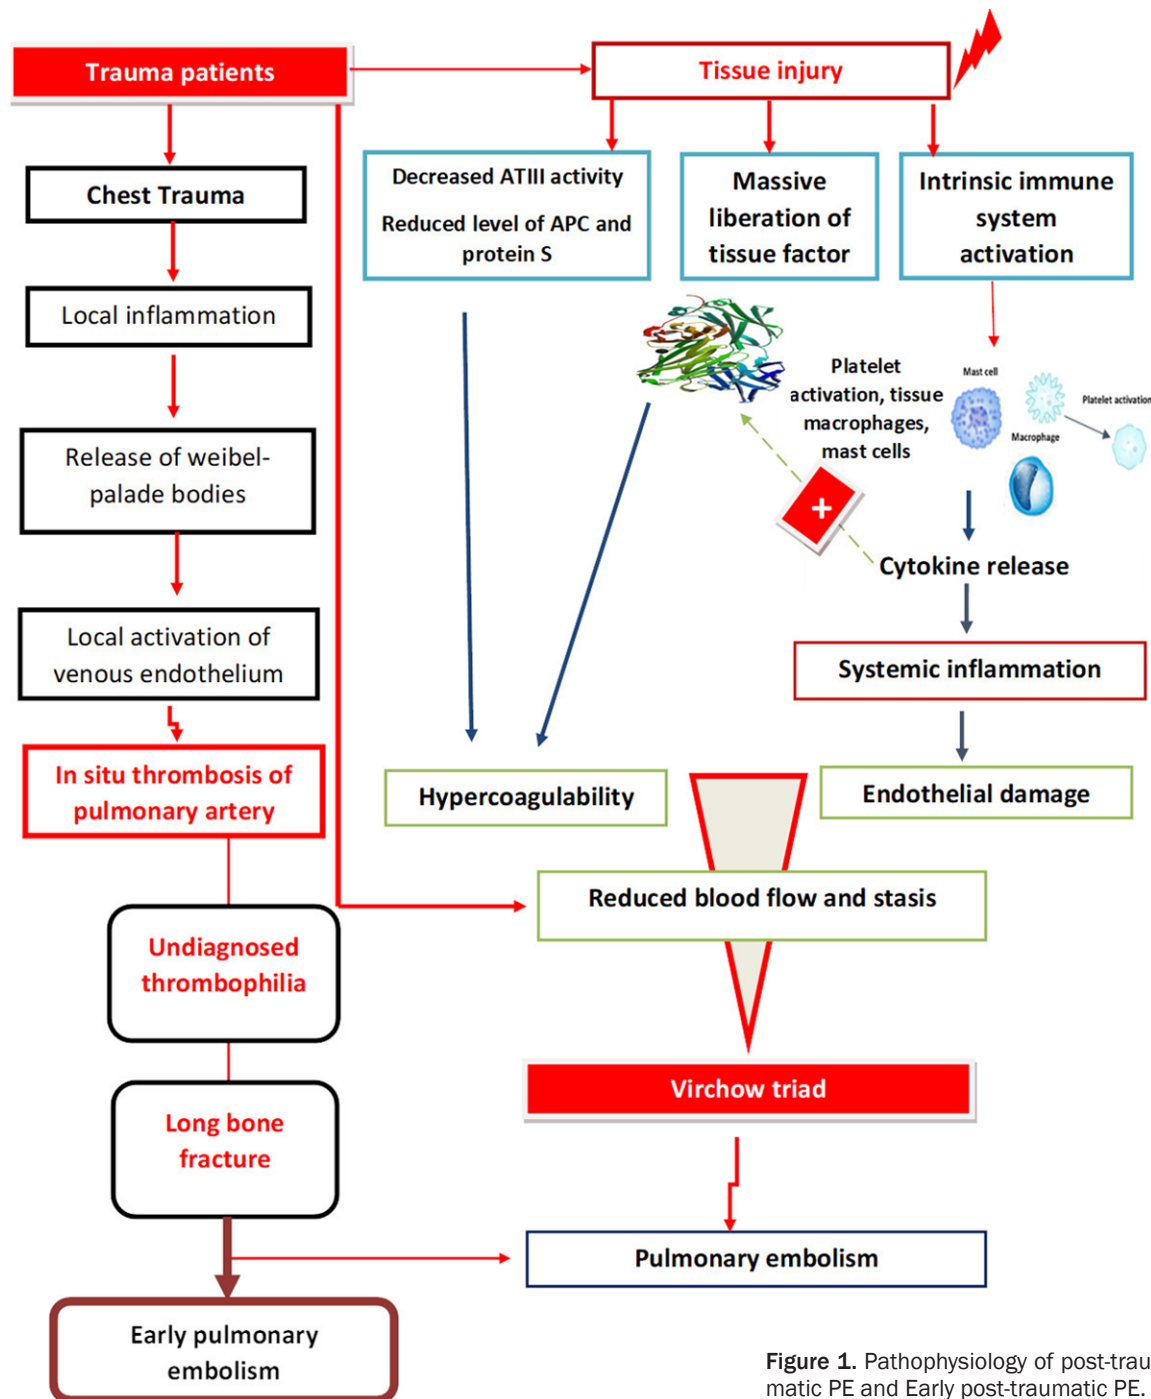 Trauma patients
Tissue injury
Chest Trauma
Local inflammation
Release of weibel-
palade bodies
Local activation of
venous endothelium
In situ thrombosis of
pulmonary artery
Undiagnosed
thrombophilia
Long bone
fracture
Early pulmonary
embolism
Decreased ATIII activity
Reduced level of APC and
protein S
Massive
liberation of
tissue factor
Intrinsic immune
system
activation
Platelet
activation, tissue
macrophages,
mast cells
Mast cell
Platelet activation
Macrophage
+
Cytokine release
Systemic inflammation
Endothelial damage
Hypercoagulability
Reduced blood flow and stasis
Virchow triad
Pulmonary embolism
Figure 1. Pathophysiology of post-trau-
matic PE and Early post-traumatic PE.